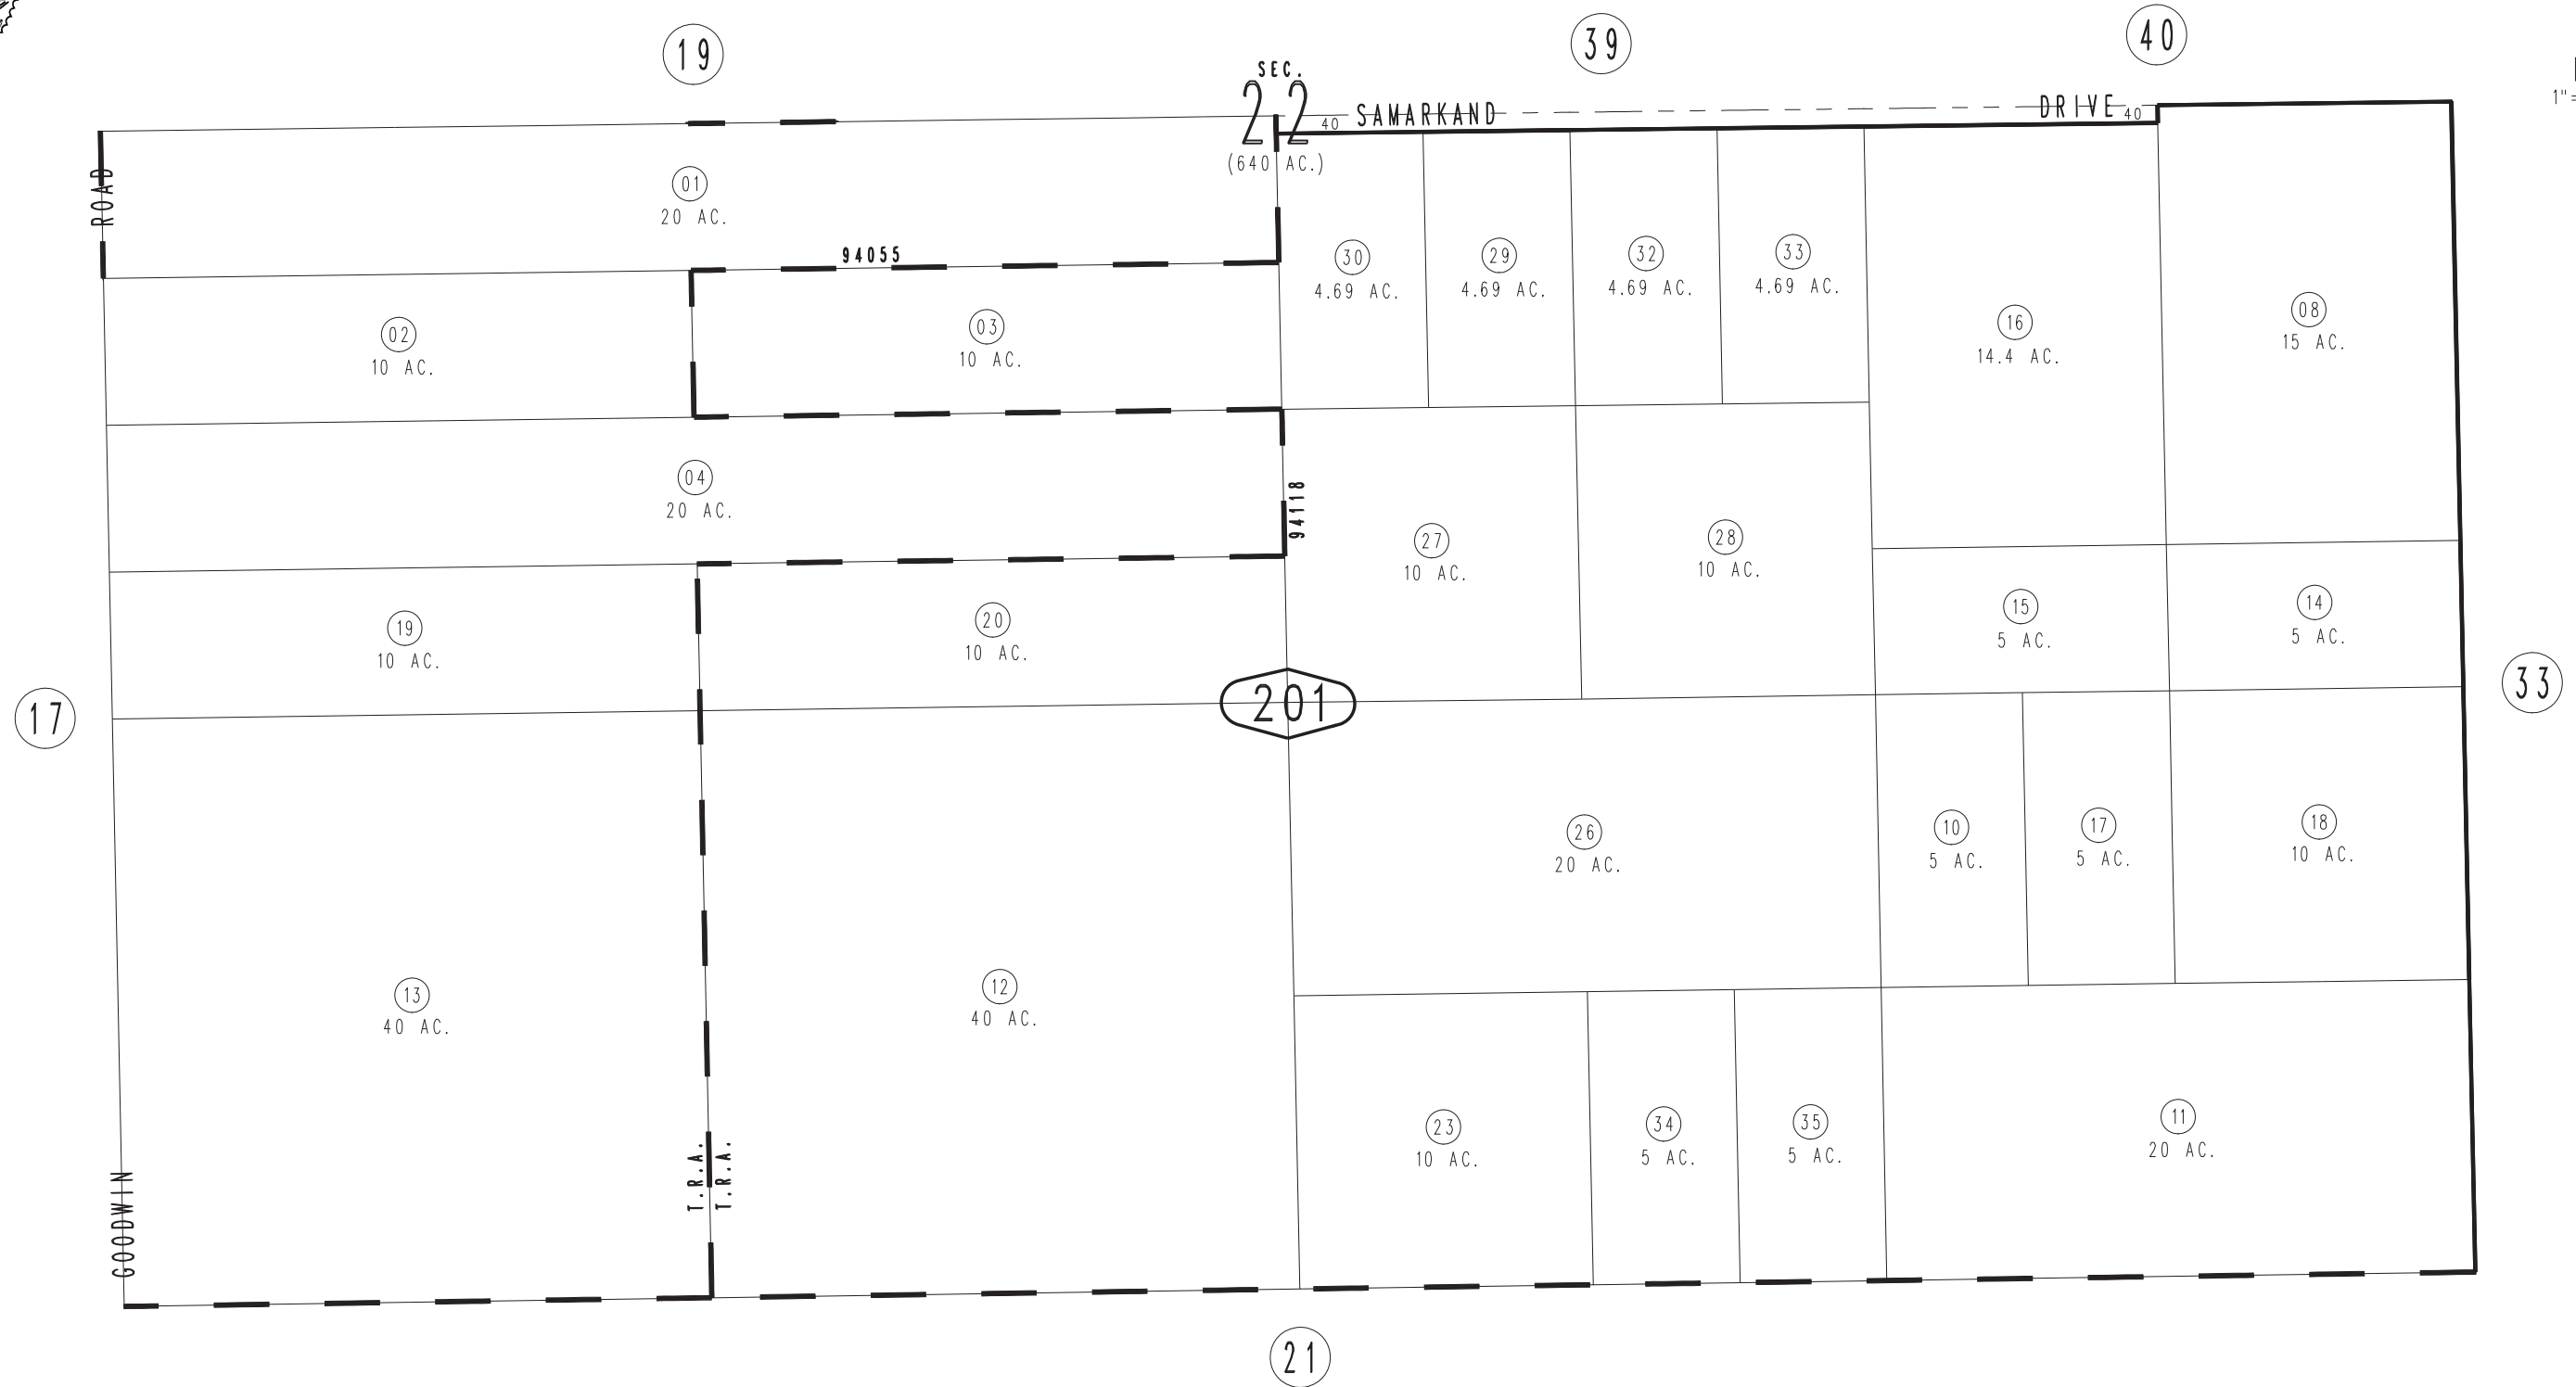 19
39
40
SEC.
22
(640 AC.)
40
SAMARKAND
DRIVE
40
1"=
ROAD
01
20 AC.
94055
30
4.69 AC.
29
4.69 AC.
32
4.69 AC.
33
4.69 AC.
16
14.4 AC.
08
15 AC.
02
10 AC.
03
10 AC.
04
20 AC.
94118
27
10 AC.
28
10 AC.
15
5 AC.
14
5 AC.
19
10 AC.
20
10 AC.
17
201
33
26
20 AC.
10
5 AC.
17
5 AC.
18
10 AC.
13
40 AC.
12
40 AC.
23
10 AC.
34
5 AC.
35
5 AC.
11
20 AC.
GOODWIN
T.R.A.
T.R.A.
21